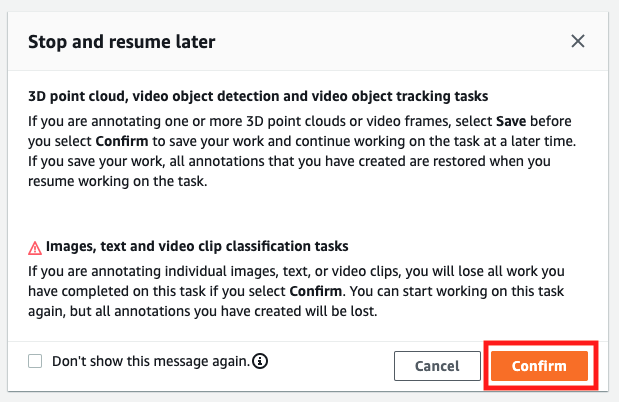 Stop and resume later
3D point cloud, video object detection and video object tracking tasks
If you are annotating one or more 3D point clouds or video frames, select Save before
you select Confirm to save your work and continue working on the task at a later time.
If you save your work, all annotations that you have created are restored when you
resume working on the task.
Images, text and video clip classification tasks
If you are annotating individual images, text, or video clips, you will lose all work you
have completed on this task if you select Confirm. You can start working on this task
again, but all annotations you have created will be lost.
Don't show this message again.
Cancel
Confirm